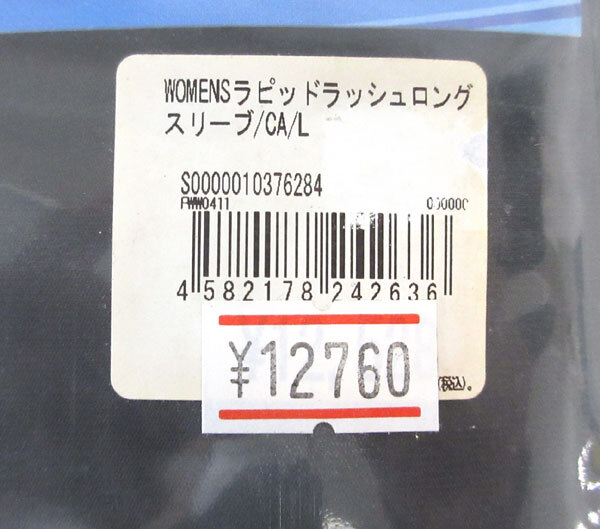 WOMENSラピッドラッシュロング
スリーブ/CA/L
S0000010376284
FWW0411 000000
4 582178 242636
¥12760
(税込)。